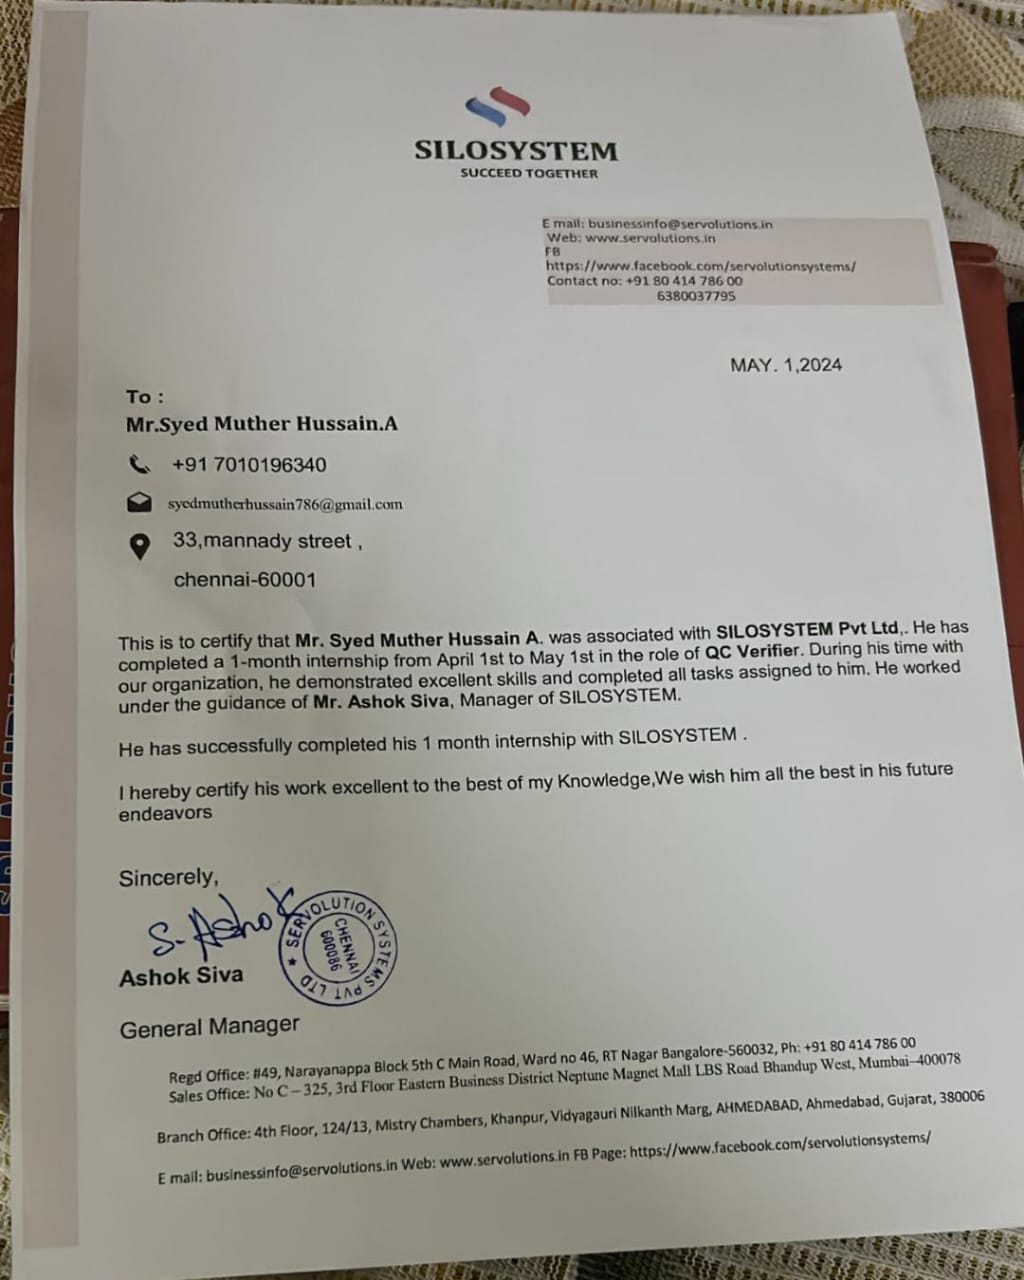 SILOSYSTEM
SUCCEED TOGETHER
E mail: businessinfo@servolutions.in
Web: www.servolutions.in
FB
https://www.facebook.com/servolutionsystems/
Contact no: +91 80 414 786 00
6380037795
MAY. 1,2024
To :
Mr.Syed Muther Hussain.A
+91 7010196340
syedmutherhussain786@gmail.com
33,mannady street ,
chennai-60001
This is to certify that Mr. Syed Muther Hussain A. was associated with SILOSYSTEM Pvt Ltd,. He has
completed a 1-month internship from April 1st to May 1st in the role of QC Verifier. During his time with
our organization, he demonstrated excellent skills and completed all tasks assigned to him. He worked
under the guidance of Mr. Ashok Siva, Manager of SILOSYSTEM.
He has successfully completed his 1 month internship with SILOSYSTEM .
I hereby certify his work excellent to the best of my Knowledge,We wish him all the best in his future
endeavors
Sincerely,
S. Ashok
SERVOLUTION SYSTEMS PVT LTD ★
CHENNAI
600086
Ashok Siva
General Manager
Regd Office: #49, Narayanappa Block 5th C Main Road, Ward no 46, RT Nagar Bangalore-560032, Ph: +91 80 414 786 00
Sales Office: No C – 325, 3rd Floor Eastern Business District Neptune Magnet Mall LBS Road Bhandup West, Mumbai–400078
Branch Office: 4th Floor, 124/13, Mistry Chambers, Khanpur, Vidyagauri Nilkanth Marg, AHMEDABAD, Ahmedabad, Gujarat, 380006
E mail: businessinfo@servolutions.in Web: www.servolutions.in FB Page: https://www.facebook.com/servolutionsystems/